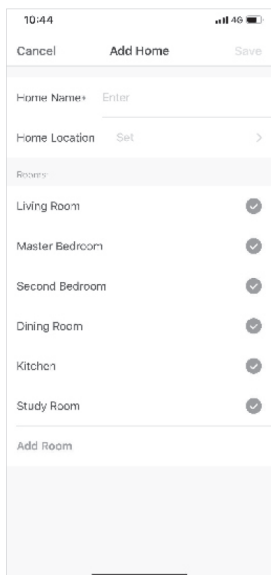 10:44 4G
Cancel Add Home Save
Home Name* Enter
Home Location Set
Rooms:
Living Room
Master Bedroom
Second Bedroom
Dining Room
Kitchen
Study Room
Add Room